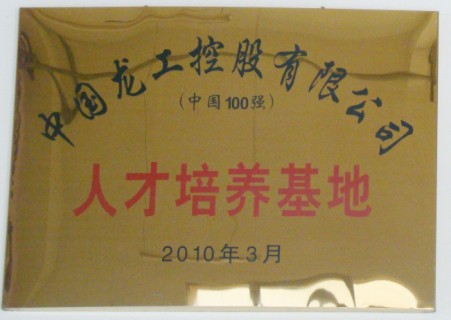 中国龙工控股有限公司
（中国100强）
人才培养基地
2010年3月